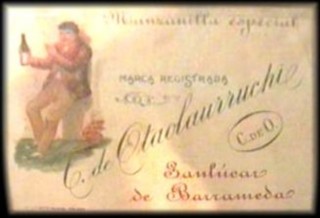 Manzanilla especial
MARCA REGISTRADA
C. de Otaolaurruchi
C. DE O.
Sanlúcar
de Barrameda